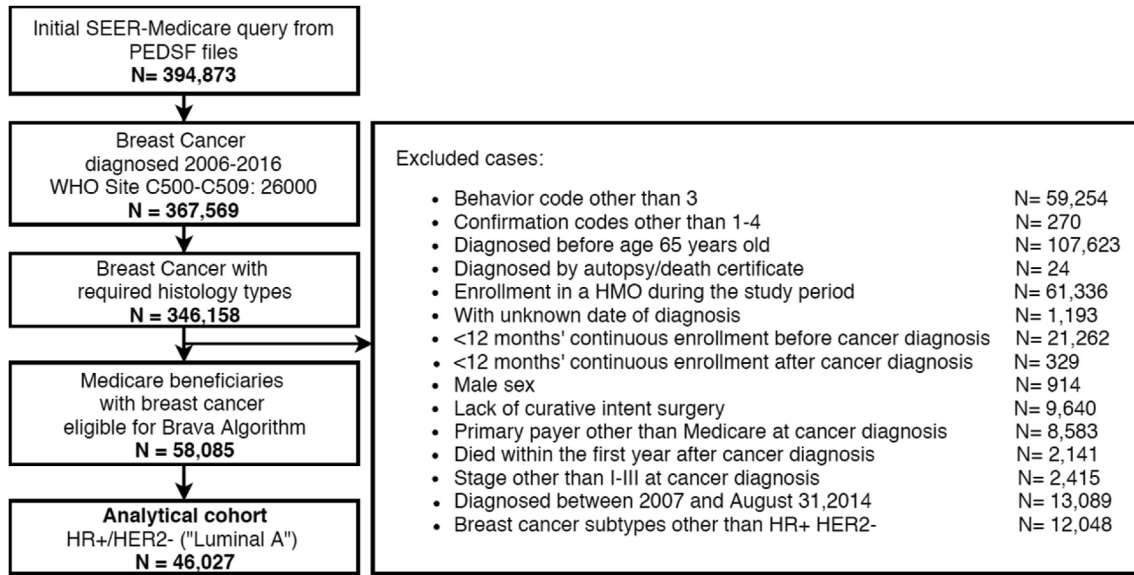 Initial SEER-Medicare query from
PEDSF files
N= 394,873
Breast Cancer
diagnosed 2006-2016
WHO Site C500-C509: 26000
N = 367,569
Breast Cancer with
required histology types
N = 346,158
Medicare beneficiaries
with breast cancer
eligible for Brava Algorithm
N = 58,085
Analytical cohort
HR+/HER2- ("Luminal A")
N = 46,027
Excluded cases:
• Behavior code other than 3 N= 59,254
• Confirmation codes other than 1-4 N= 270
• Diagnosed before age 65 years old N= 107,623
• Diagnosed by autopsy/death certificate N= 24
• Enrollment in a HMO during the study period N= 61,336
• With unknown date of diagnosis N= 1,193
• <12 months' continuous enrollment before cancer diagnosis N= 21,262
• <12 months' continuous enrollment after cancer diagnosis N= 329
• Male sex N= 914
• Lack of curative intent surgery N= 9,640
• Primary payer other than Medicare at cancer diagnosis N= 8,583
• Died within the first year after cancer diagnosis N= 2,141
• Stage other than I-III at cancer diagnosis N= 2,415
• Diagnosed between 2007 and August 31,2014 N= 13,089
• Breast cancer subtypes other than HR+ HER2- N= 12,048